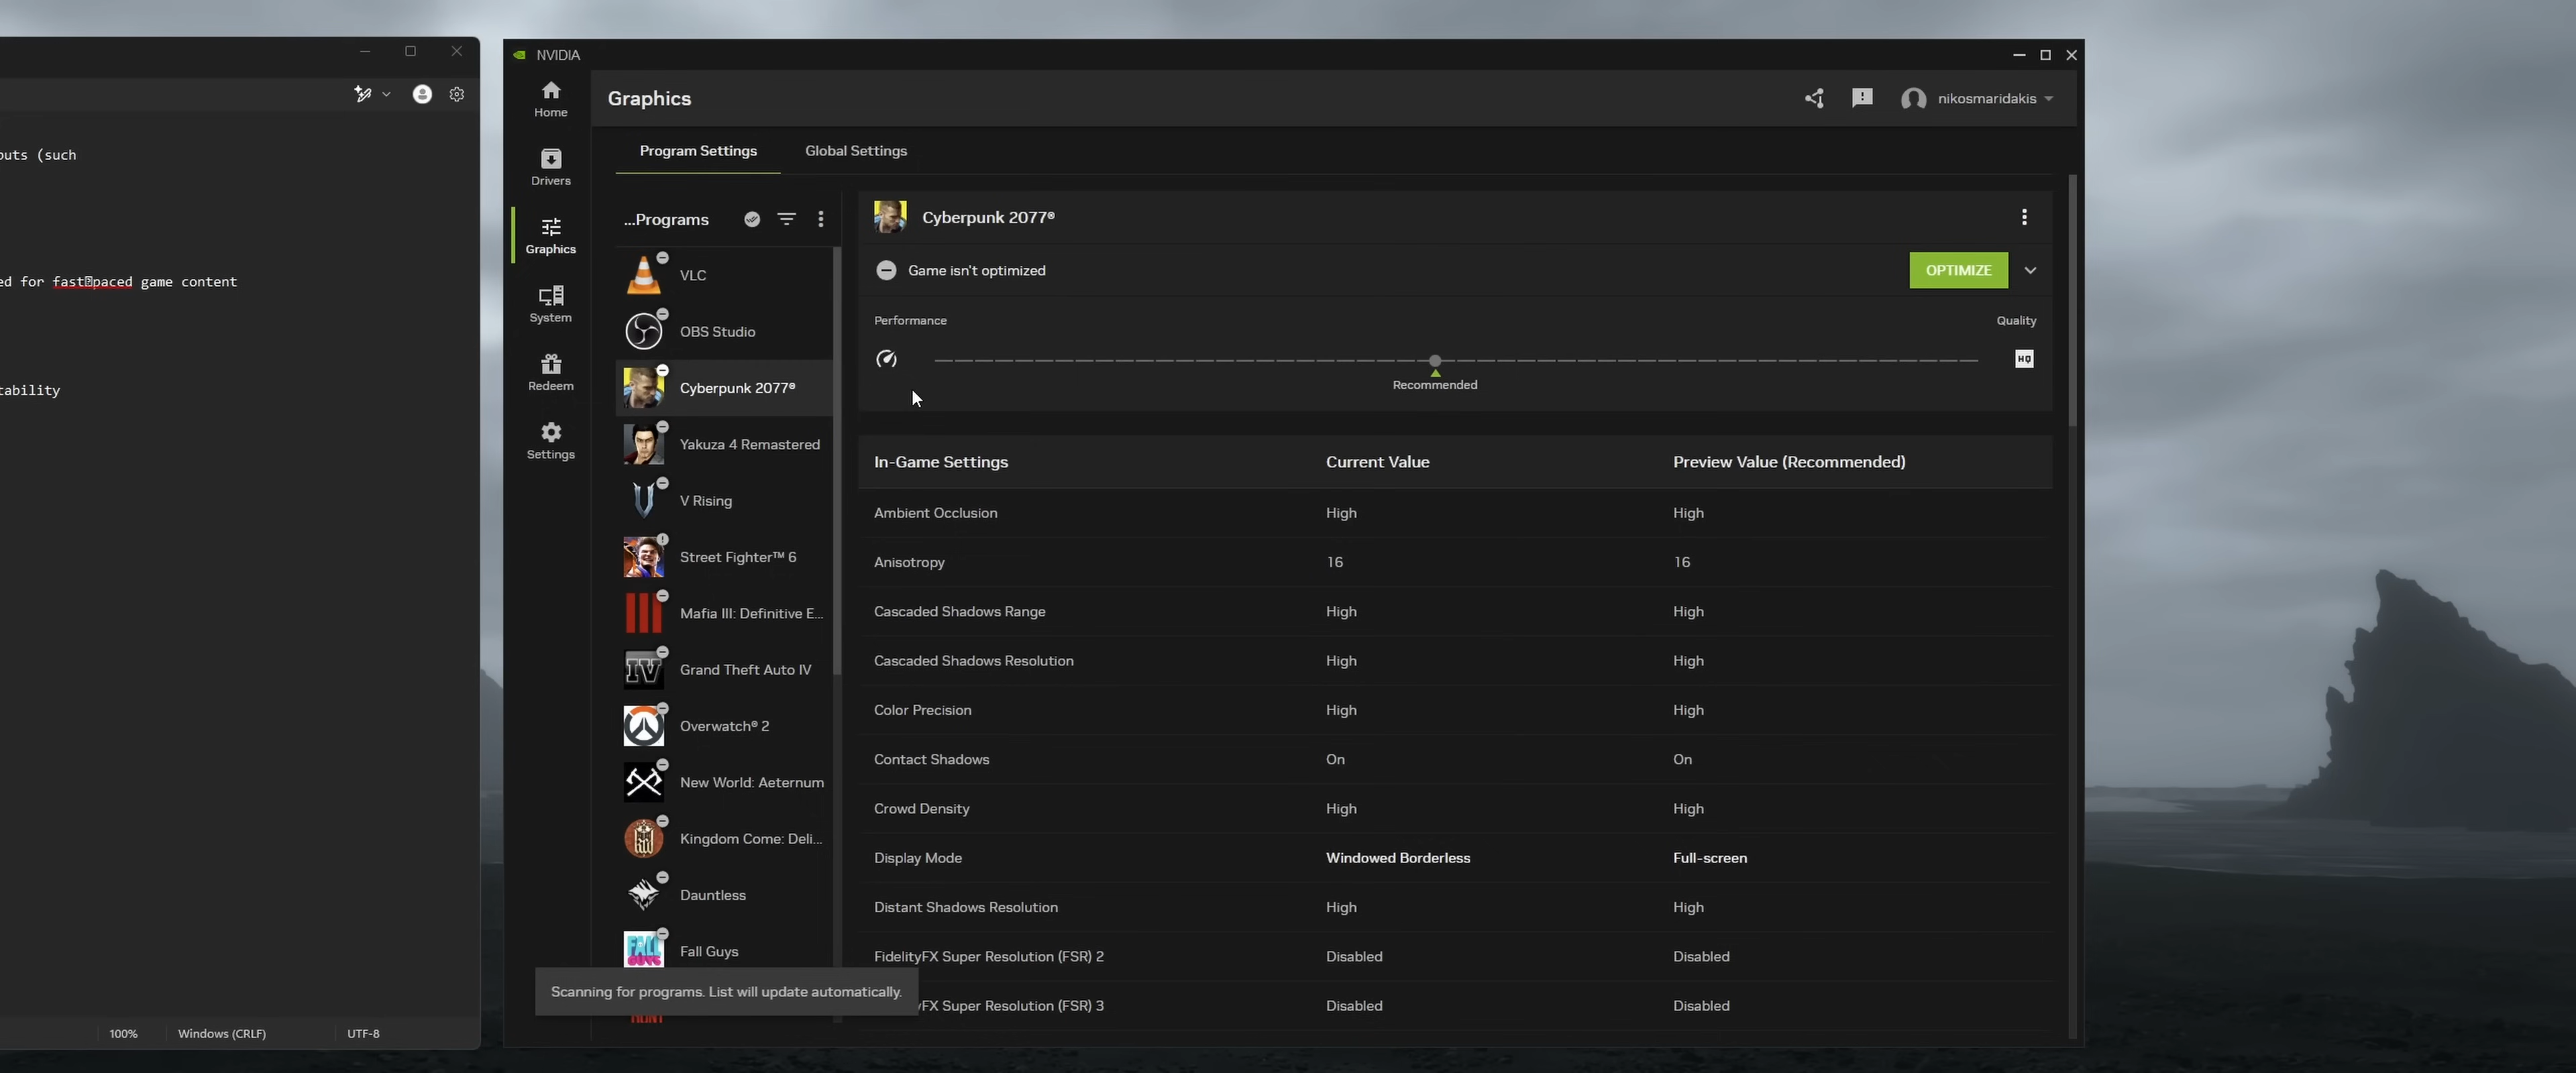 puts (such
ed for fast�paced game content
tability
100%
Windows (CRLF)
UTF-8
NVIDIA
Home
Drivers
Graphics
System
Redeem
Settings
Graphics
nikosmaridakis
Program Settings
Global Settings
...Programs
VLC
OBS Studio
Cyberpunk 2077®
Yakuza 4 Remastered
V Rising
Street Fighter™ 6
Mafia III: Definitive E...
Grand Theft Auto IV
Overwatch® 2
New World: Aeternum
Kingdom Come: Deli...
Dauntless
Fall Guys
Scanning for programs. List will update automatically.
Cyberpunk 2077®
Game isn't optimized
OPTIMIZE
Performance
Quality
HQ
Recommended
In-Game Settings Current Value Preview Value (Recommended)
Ambient Occlusion High High
Anisotropy 16 16
Cascaded Shadows Range High High
Cascaded Shadows Resolution High High
Color Precision High High
Contact Shadows On On
Crowd Density High High
Display Mode Windowed Borderless Full-screen
Distant Shadows Resolution High High
FidelityFX Super Resolution (FSR) 2 Disabled Disabled
yFX Super Resolution (FSR) 3 Disabled Disabled